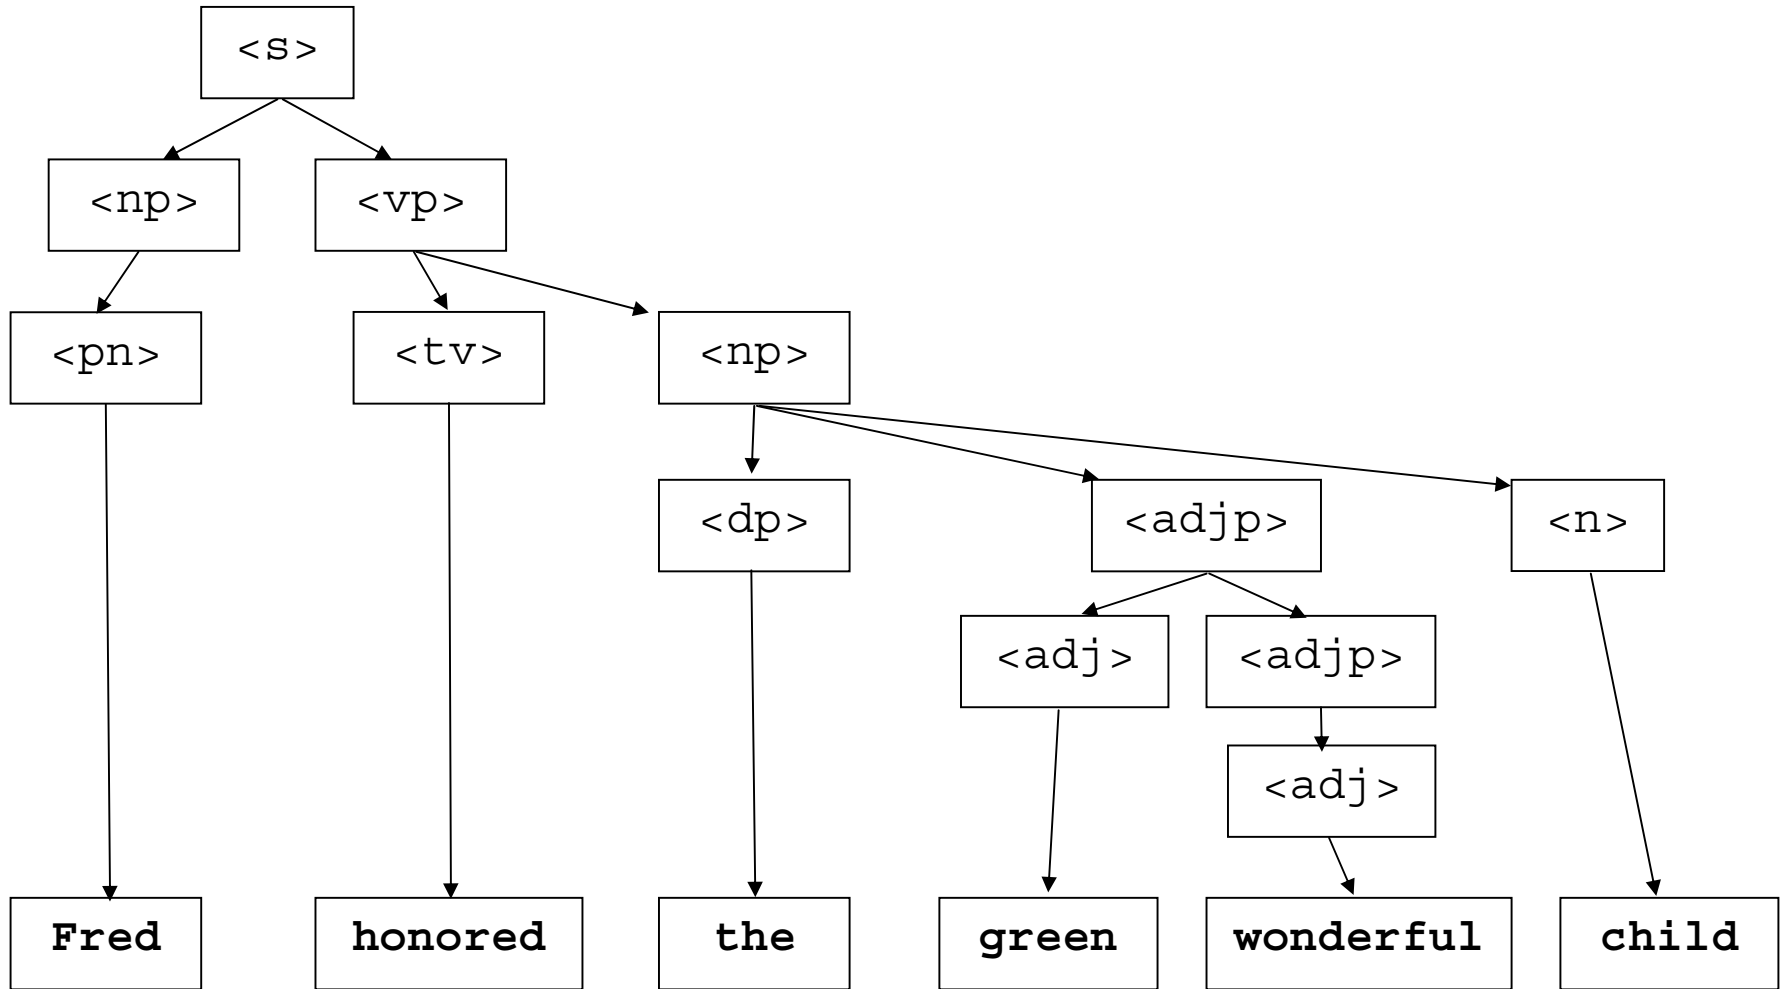 <s>
<np> <vp>
<pn> <tv> <np>
<dp> <adjp> <n>
<adj> <adjp>
<adj>
Fred honored the green wonderful child